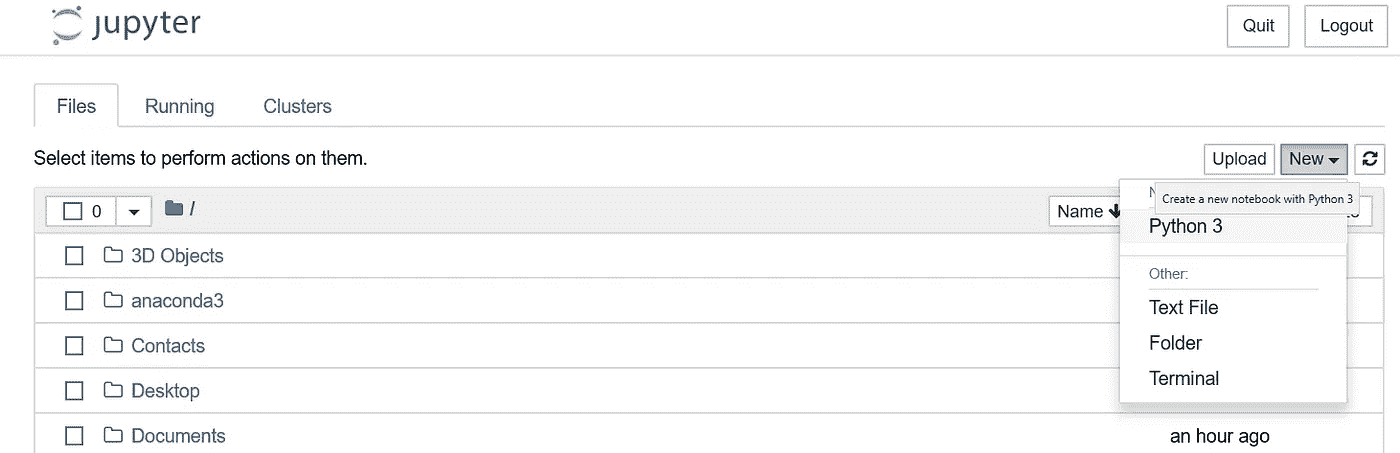 jupyter
Quit Logout
Files Running Clusters
Select items to perform actions on them.
Upload New
0 / Name
Create a new notebook with Python 3
Python 3
3D Objects
Other:
anaconda3
Text File
Contacts
Folder
Terminal
Desktop
Documents an hour ago